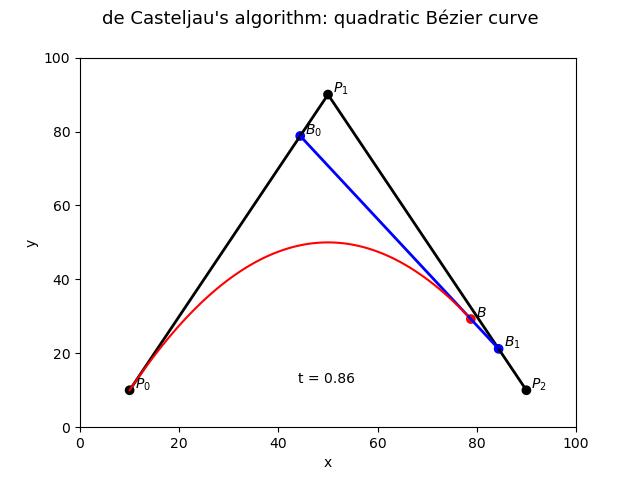 de Casteljau's algorithm: quadratic Bézier curve
100
80
60
40
20
0
y
P₁
B₀
B
B₁
P₀
P₂
t = 0.86
0 20 40 60 80 100
x